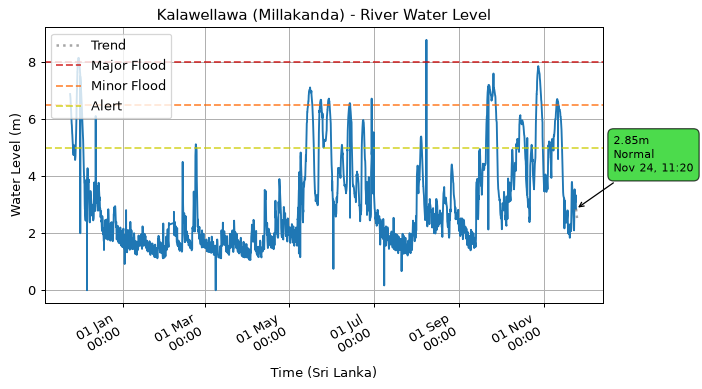 Kalawellawa (Millakanda) - River Water Level
Trend
Major Flood
Minor Flood
Alert
Water Level (m)
8
6
4
2
0
2.85m
Normal
Nov 24, 11:20
01 Jan
00:00
01 Mar
00:00
01 May
00:00
01 Jul
00:00
01 Sep
00:00
01 Nov
00:00
Time (Sri Lanka)